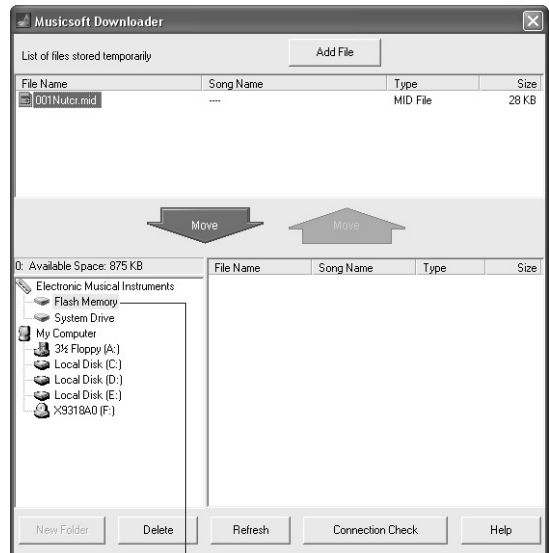 Musicsoft Downloader
List of files stored temporarily
Add File
File Name Song Name Type Size
001Nutcr.mid ---- MID File 28 KB
Move Move
0: Available Space: 875 KB
File Name Song Name Type Size
Electronic Musical Instruments
Flash Memory
System Drive
My Computer
3½ Floppy (A:)
Local Disk (C:)
Local Disk (D:)
Local Disk (E:)
X9318A0 (F:)
New Folder Delete Refresh Connection Check Help